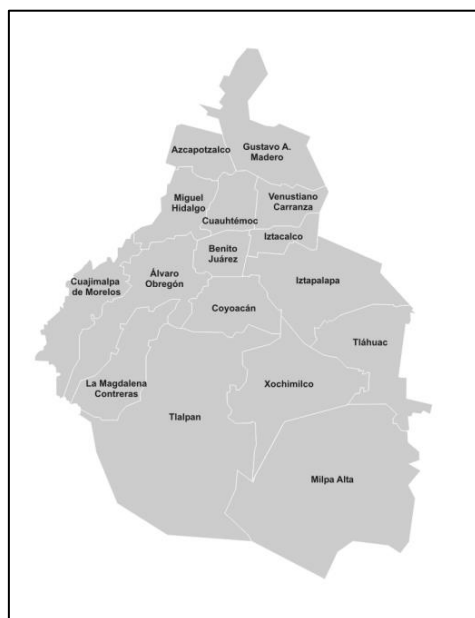 Azcapotzalco
Gustavo A.
Madero
Miguel
Hidalgo
Cuauhtémoc
Venustiano
Carranza
Iztacalco
Benito
Juárez
Cuajimalpa
de Morelos
Álvaro
Obregón
Iztapalapa
Coyoacán
Tláhuac
La Magdalena
Contreras
Xochimilco
Tlalpan
Milpa Alta